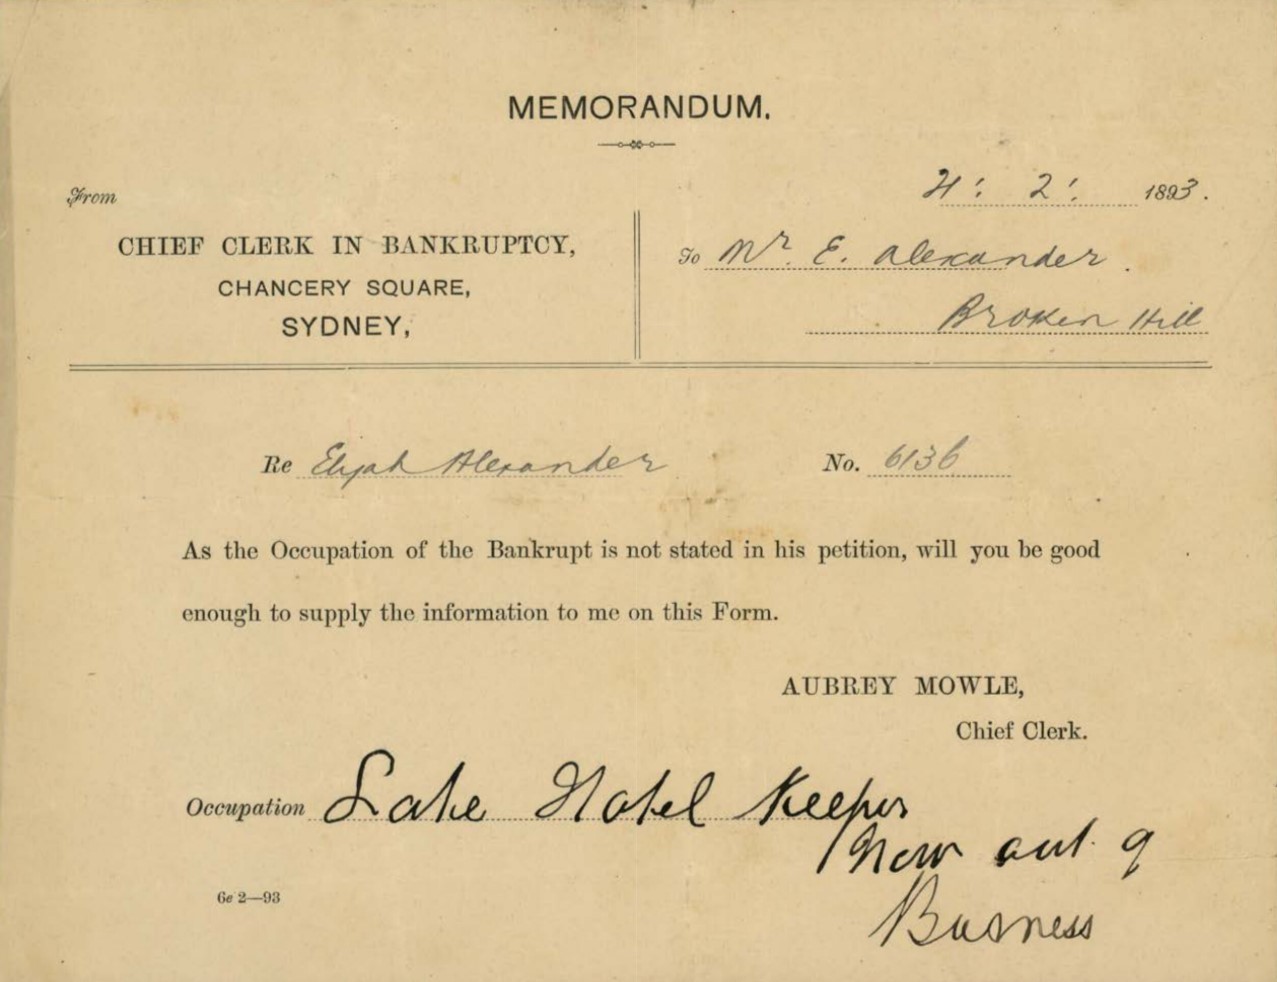 MEMORANDUM.
From
21: 2: 1893.
CHIEF CLERK IN BANKRUPTCY,
CHANCERY SQUARE,
SYDNEY,
To Mr. E. Alexander.
Broken Hill
Re Elijah Alexander No. 6136
As the Occupation of the Bankrupt is not stated in his petition, will you be good
enough to supply the information to me on this Form.
AUBREY MOWLE,
Chief Clerk.
Occupation Late Hotel Keeper
Now out of
Business
6e 2—93